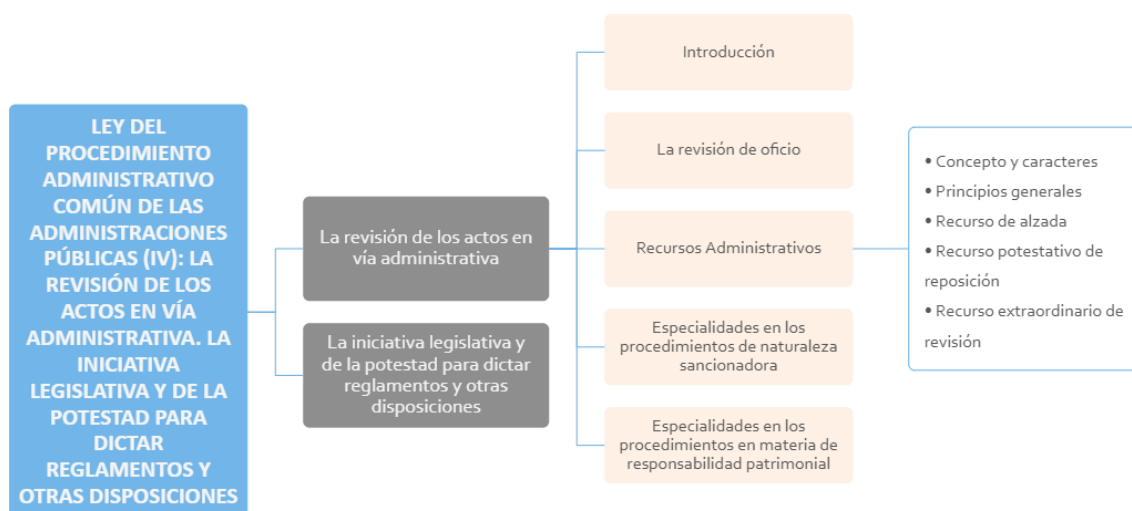 LEY DEL
PROCEDIMIENTO
ADMINISTRATIVO
COMÚN DE LAS
ADMINISTRACIONES
PÚBLICAS (IV): LA
REVISIÓN DE LOS
ACTOS EN VÍA
ADMINISTRATIVA. LA
INICIATIVA
LEGISLATIVA Y DE LA
POTESTAD PARA
DICTAR
REGLAMENTOS Y
OTRAS DISPOSICIONES
La revisión de los actos en
vía administrativa
La iniciativa legislativa y
de la potestad para dictar
reglamentos y otras
disposiciones
Introducción
La revisión de oficio
Recursos Administrativos
Especialidades en los
procedimientos de naturaleza
sancionadora
Especialidades en los
procedimientos en materia de
responsabilidad patrimonial
• Concepto y caracteres
• Principios generales
• Recurso de alzada
• Recurso potestativo de
reposición
• Recurso extraordinario de
revisión